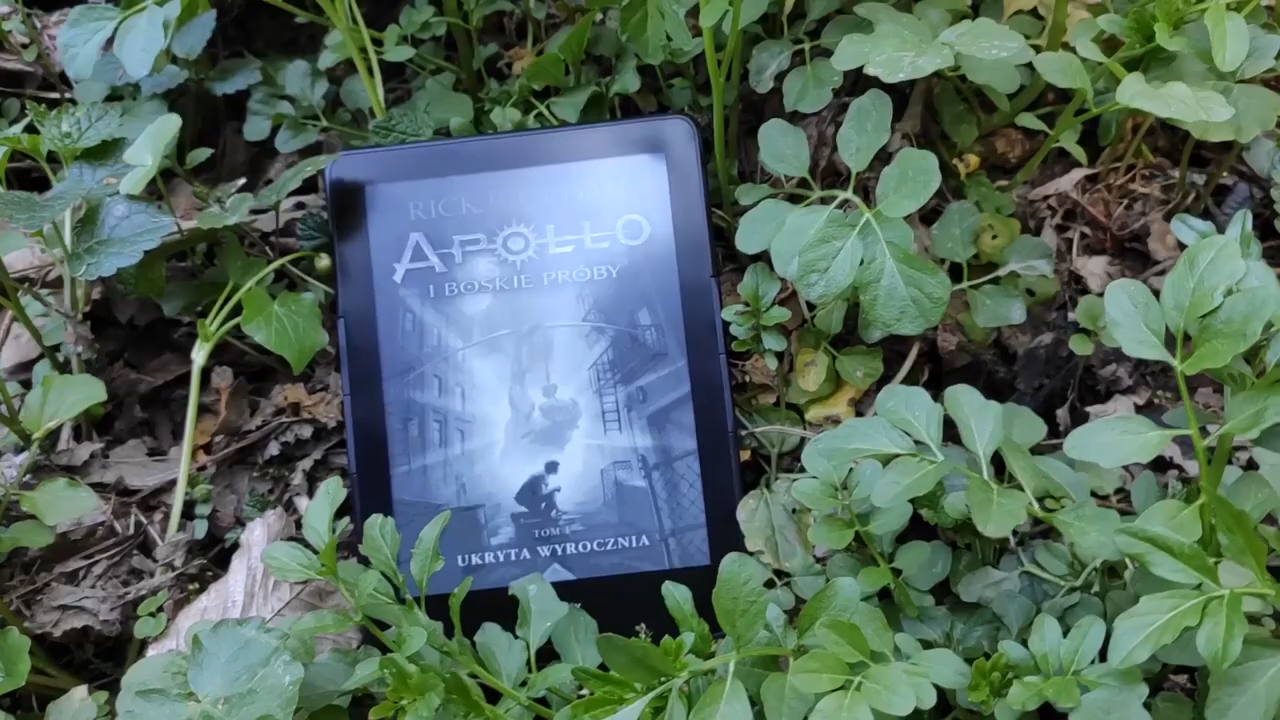 RICK
APOLLO
I BOSKIE PRÓBY
TOM 1
UKRYTA WYROCZNIA